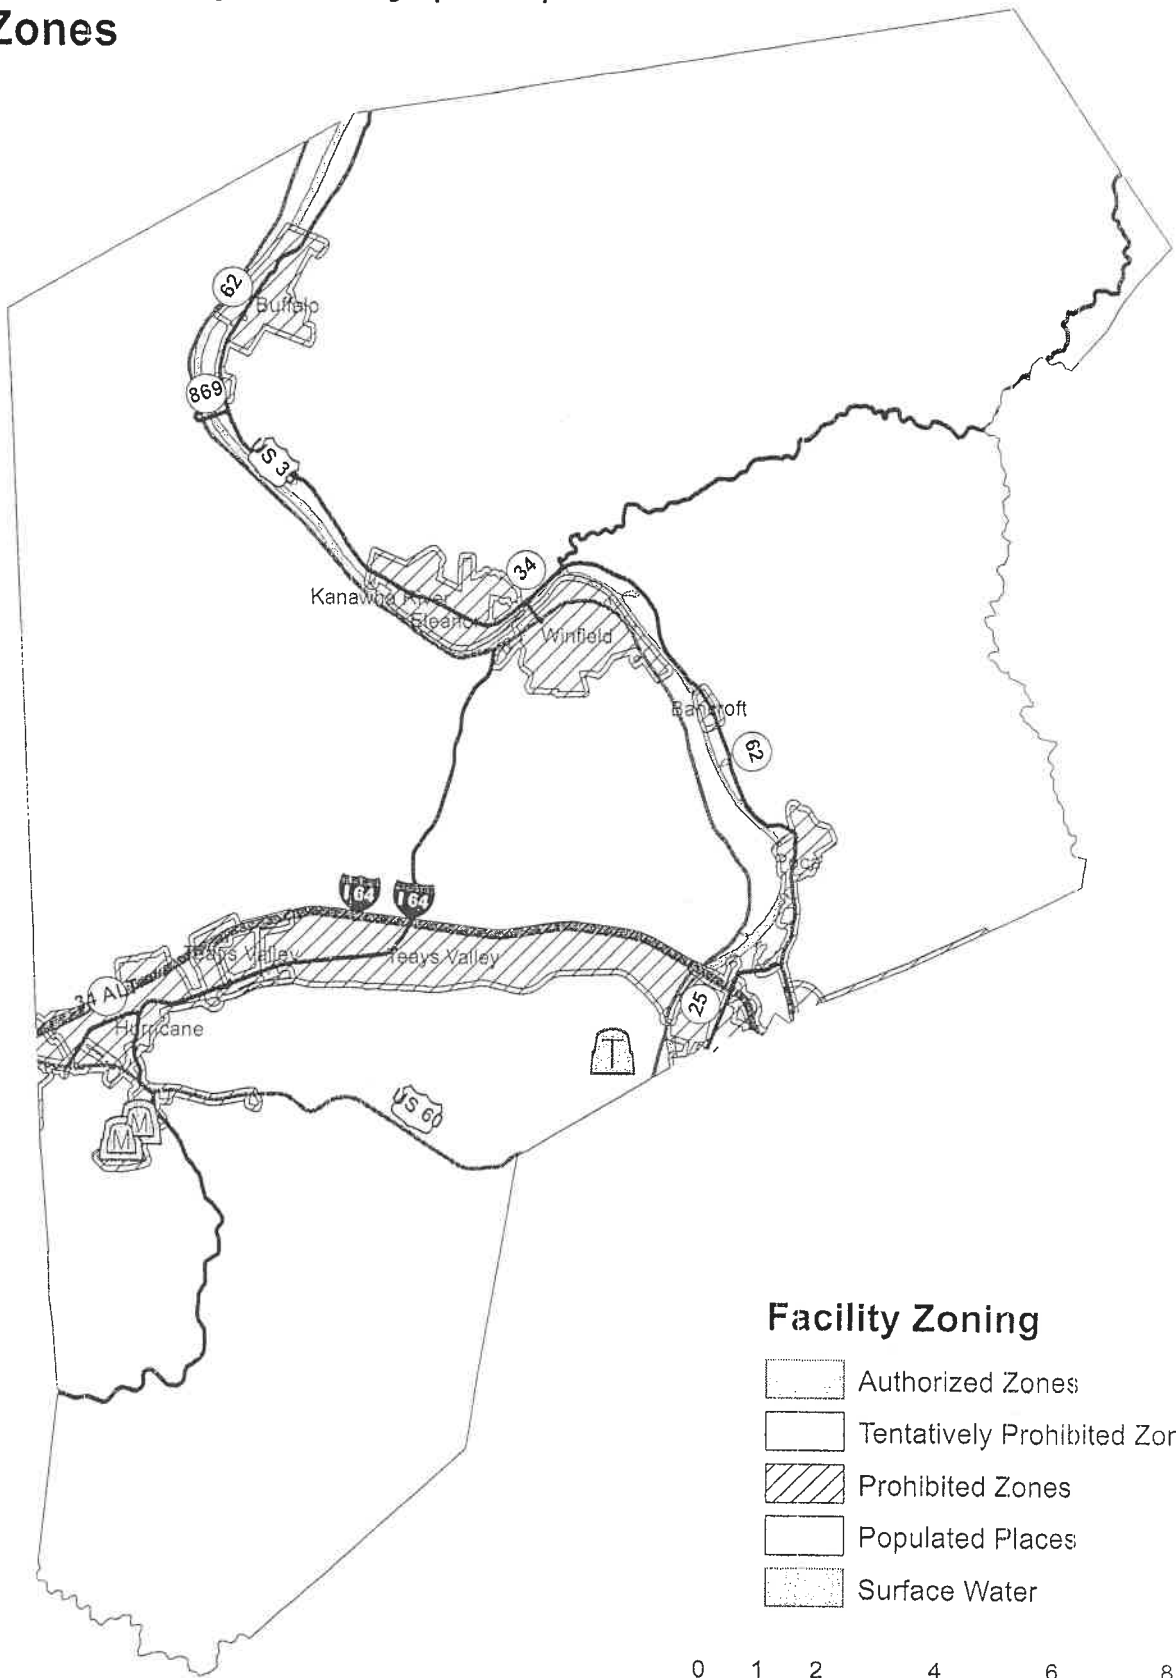 Zones
62
Buffalo
869
US 3
34
Kanawha River
Eleanor
Winfield
Bancroft
62
I 64
I 64
Teays Valley
Teays Valley
34 ALT
25
Hurricane
T
US 60
M
M
Facility Zoning
Authorized Zones
Tentatively Prohibited Zon
Prohibited Zones
Populated Places
Surface Water
0 1 2 4 6 8